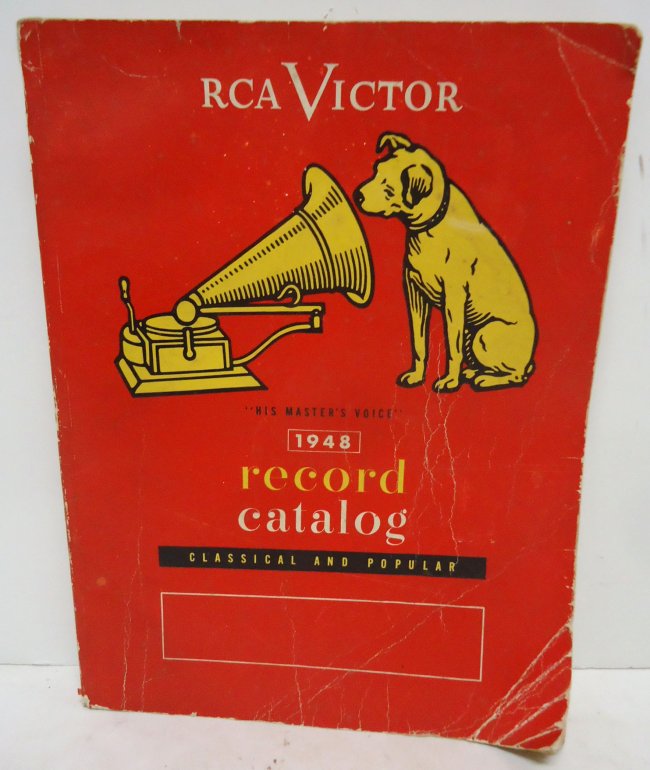 RCA VICTOR
"HIS MASTER'S VOICE"
1948
record
catalog
CLASSICAL AND POPULAR